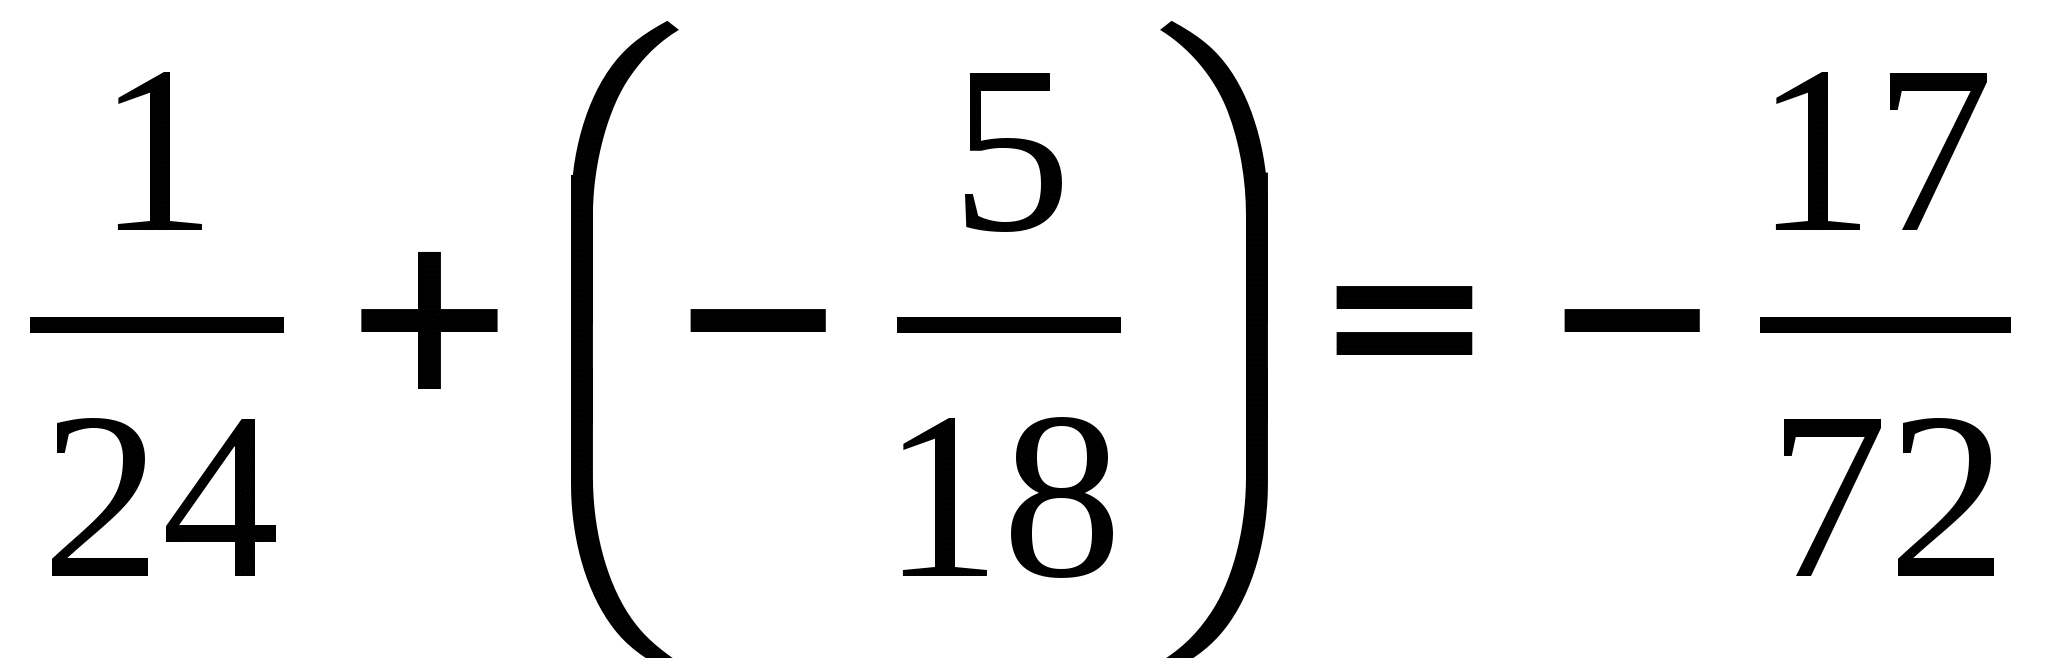 1/24 + (− 5/18) = − 17/72